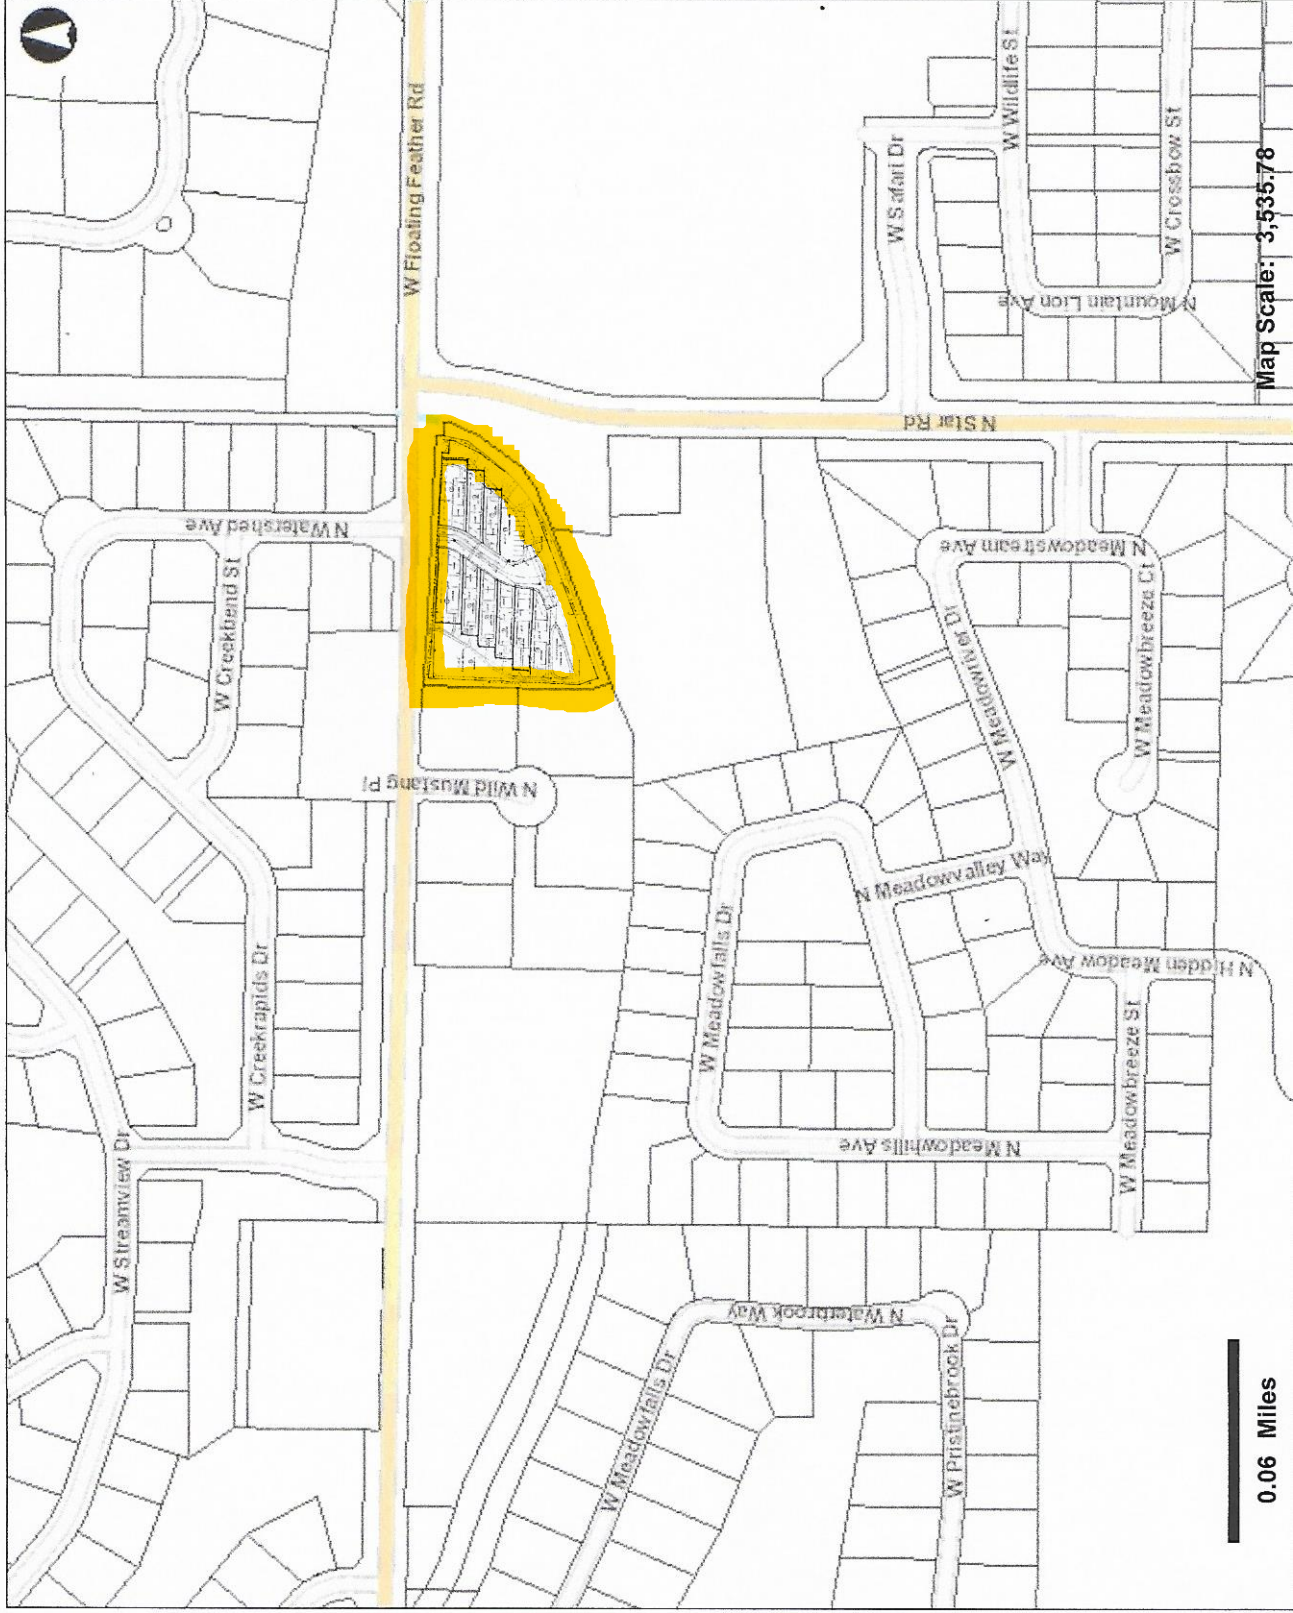 W Floating Feather Rd
W Wildlife St
W Safari Dr
W Crossbow St
N Mountain Lion Ave
Map Scale: 3,535.78
N Star Rd
N Watershed Ave
W Creekbend St
N Meadowstream Ave
W Meadowriver Dr
W Meadowbreeze Ct
N Wild Mustang Pl
N Meadowvalley Way
W Meadowfalls Dr
W Creekrapids Dr
N Hidden Meadow Ave
W Meadowbreeze St
N Meadowhills Ave
W Streamview Dr
N Waterbrook Way
W Meadowfalls Dr
W Pristinebrook Dr
0.06 Miles